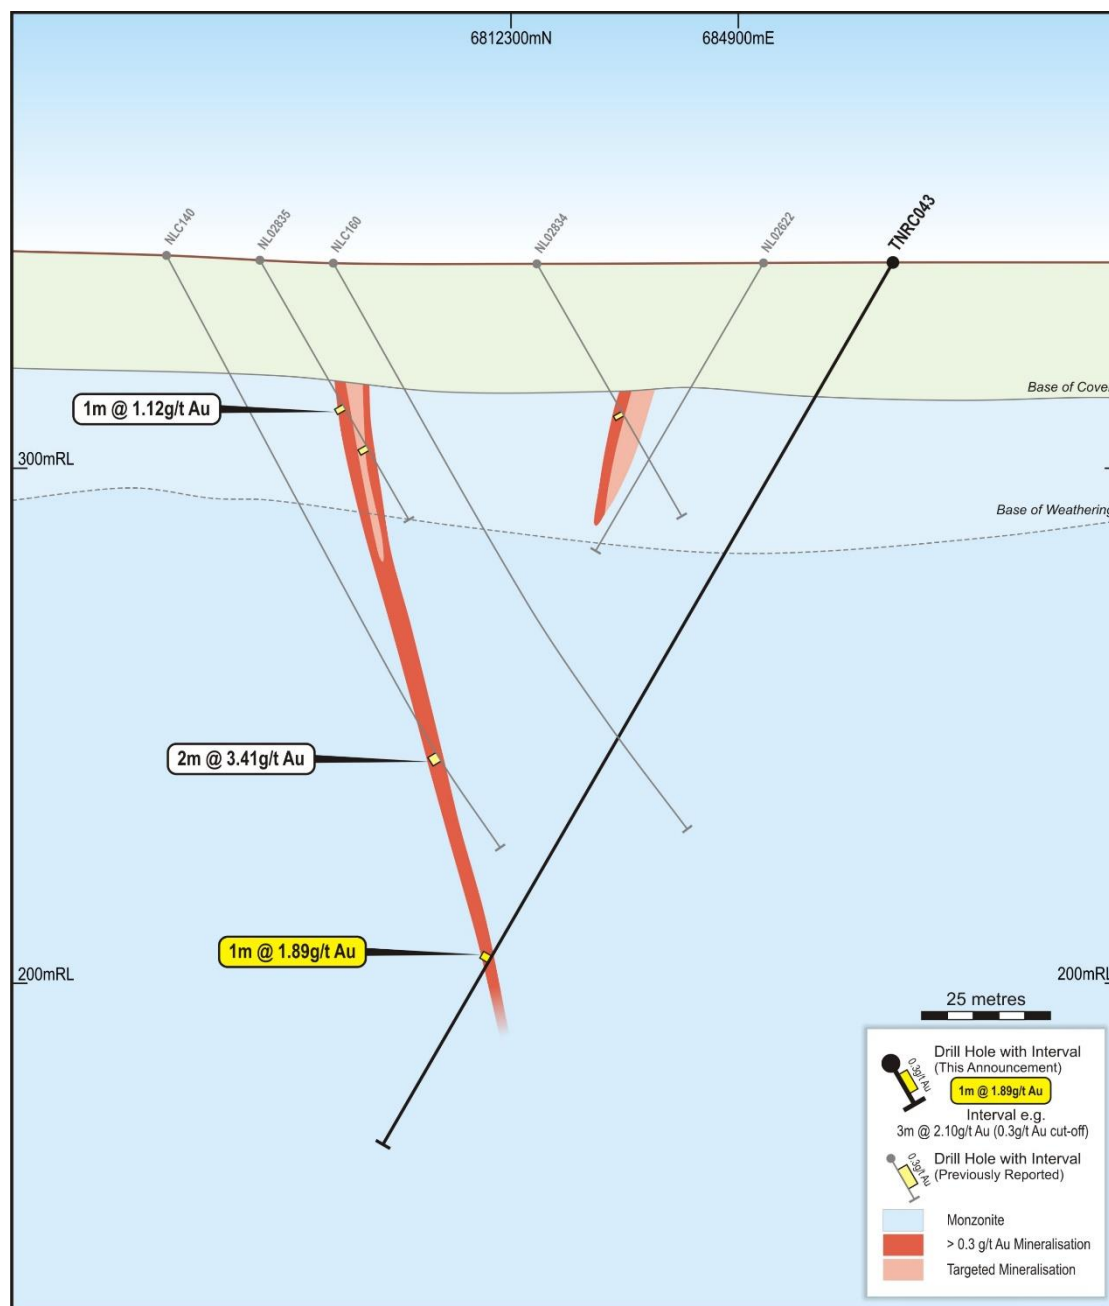 6812300mN
684900mE
NLC140
NL02835
NLC160
NL02834
NL02622
TNRC043
Base of Cover
1m @ 1.12g/t Au
300mRL
Base of Weathering
2m @ 3.41g/t Au
1m @ 1.89g/t Au
200mRL
200mRL
25 metres
0.3g/t Au
Drill Hole with Interval
(This Announcement)
1m @ 1.89g/t Au
Interval e.g.
3m @ 2.10g/t Au (0.3g/t Au cut-off)
0.3g/t Au
Drill Hole with Interval
(Previously Reported)
Monzonite
> 0.3 g/t Au Mineralisation
Targeted Mineralisation